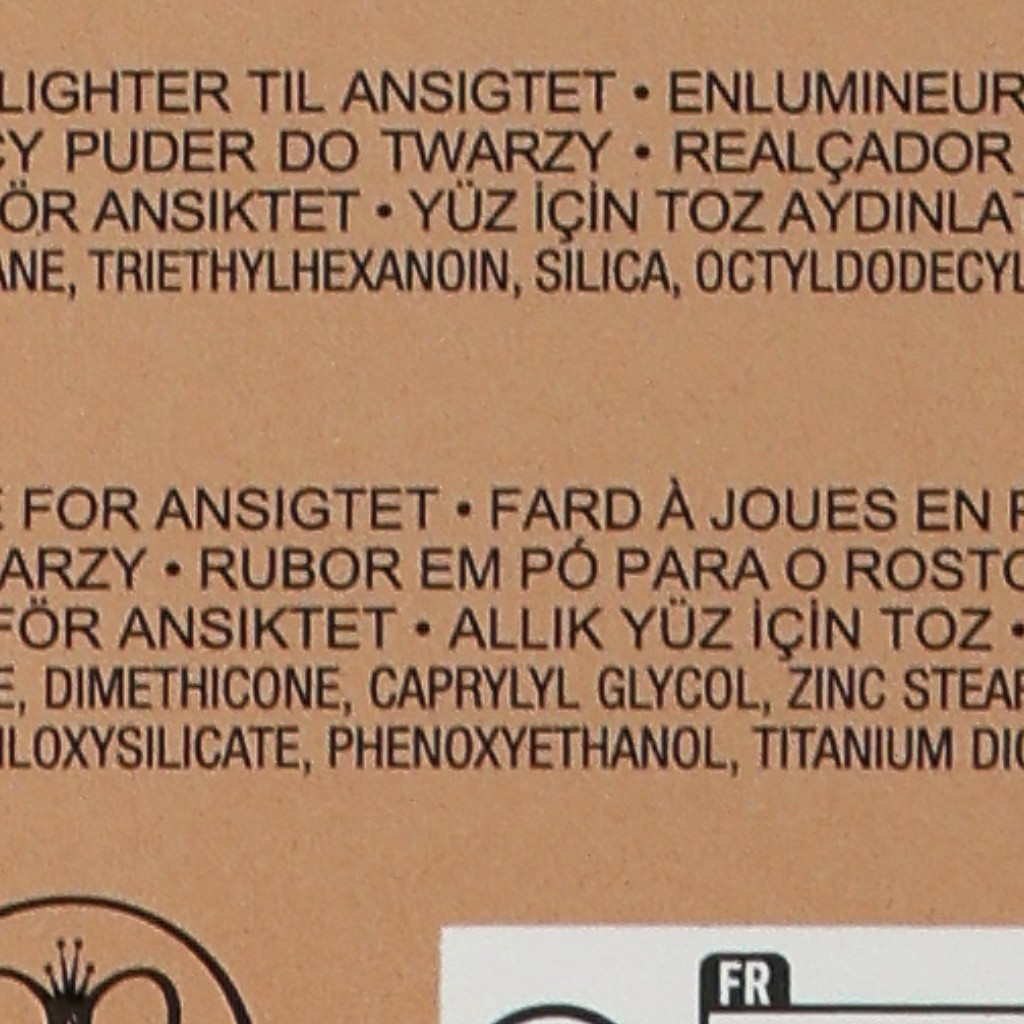 LIGHTER TIL ANSIGTET • ENLUMINEUR
CY PUDER DO TWARZY • REALÇADOR
ÖR ANSIKTET • YÜZ İÇİN TOZ AYDINLAT
ANE, TRIETHYLHEXANOIN, SILICA, OCTYLDODECYL
E FOR ANSIGTET • FARD À JOUES EN P
ARZY • RUBOR EM PÓ PARA O ROSTO
FÖR ANSIKTET • ALLIK YÜZ İÇİN TOZ •
E, DIMETHICONE, CAPRYLYL GLYCOL, ZINC STEAR
ILOXYSILICATE, PHENOXYETHANOL, TITANIUM DIO
FR